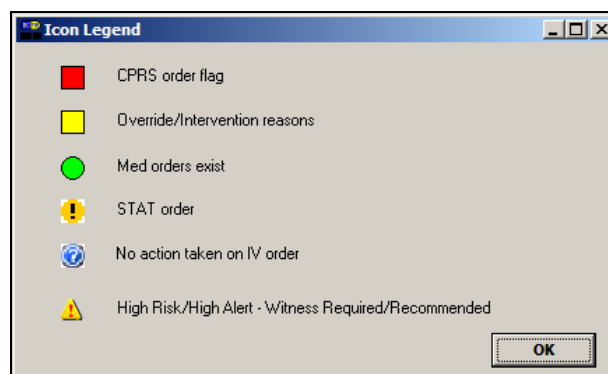 Icon Legend
CPRS order flag
Override/Intervention reasons
Med orders exist
STAT order
No action taken on IV order
High Risk/High Alert - Witness Required/Recommended
OK